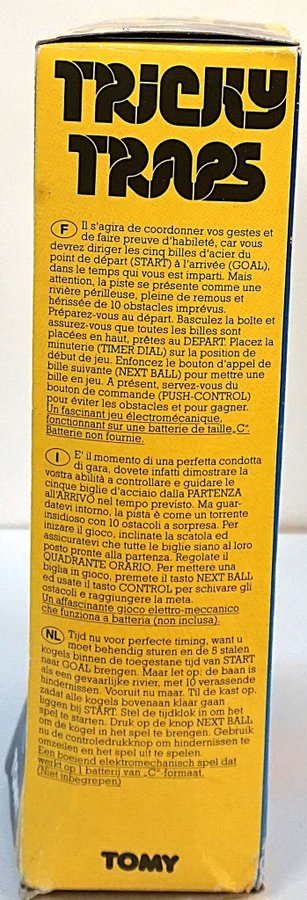 TRICKY
TRAPS
F Il s'agira de coordonner vos gestes et
de faire preuve d'habileté, car vous
devrez diriger les cinq billes d'acier du
point de départ (START) à l'arrivée (GOAL),
dans le temps qui vous est imparti. Mais
attention, la piste se présente comme une
rivière périlleuse, pleine de remous et
hérissée de 10 obstacles imprévus.
Préparez-vous au départ. Basculez la boîte et
assurez-vous que toutes les billes sont
placées en haut, prêtes au DEPART. Placez la
minuterie (TIMER DIAL) sur la position de
début de jeu. Enfoncez le bouton d'appel de
bille suivante (NEXT BALL) pour mettre une
bille en jeu. A présent, servez-vous du
bouton de commande (PUSH-CONTROL)
pour éviter les obstacles et pour gagner.
Un fascinant jeu électromécanique,
fonctionnant sur une batterie de taille „C".
Batterie non fournie.
I E' il momento di una perfetta condotta
di gara, dovete infatti dimostrare la
vostra abilità a controllare e guidare le
cinque biglie d'acciaio dalla PARTENZA
all'ARRIVO nel tempo previsto. Ma guar-
datevi intorno, la pista è come un torrente
insidioso con 10 ostacoli a sorpresa. Per
inizare il gioco, inclinate la scatola ed
assicuratevi che tutte le biglie siano al loro
posto pronte alla partenza. Regolate il
QUADRANTE ORÀRIO. Per mettere una
biglia in gioco, premete il tasto NEXT BALL
ed usate il tasto CONTROL per schivare gli
ostacoli e raggiungere la meta.
Un affascinante gioco elettro-meccanico
che funziona a batteria (non inclusa).
NL Tijd nu voor perfecte timing, want u
moet behendig sturen en de 5 stalen
kogels binnen de toegestane tijd van START
naar GOAL brengen. Maar let op: de baan is
als een gevaarlijke rivier, met 10 verrassende
hindernissen. Vooruit nu maar. Til de kast op,
zodat alle kogels bovenaan klaar gaan
liggen bij START. Stel de tijdklok in om het
spel te starten. Druk op de knop NEXT BALL
om de kogel in het spel te brengen. Gebruik
nu de controledrukknop om hindernissen te
omzeilen en het spel uit te spelen.
Een boeiend elektromechanisch spel dat
werkt op 1 batterij van „C"-formaat.
(Niet inbegrepen)
TOMY